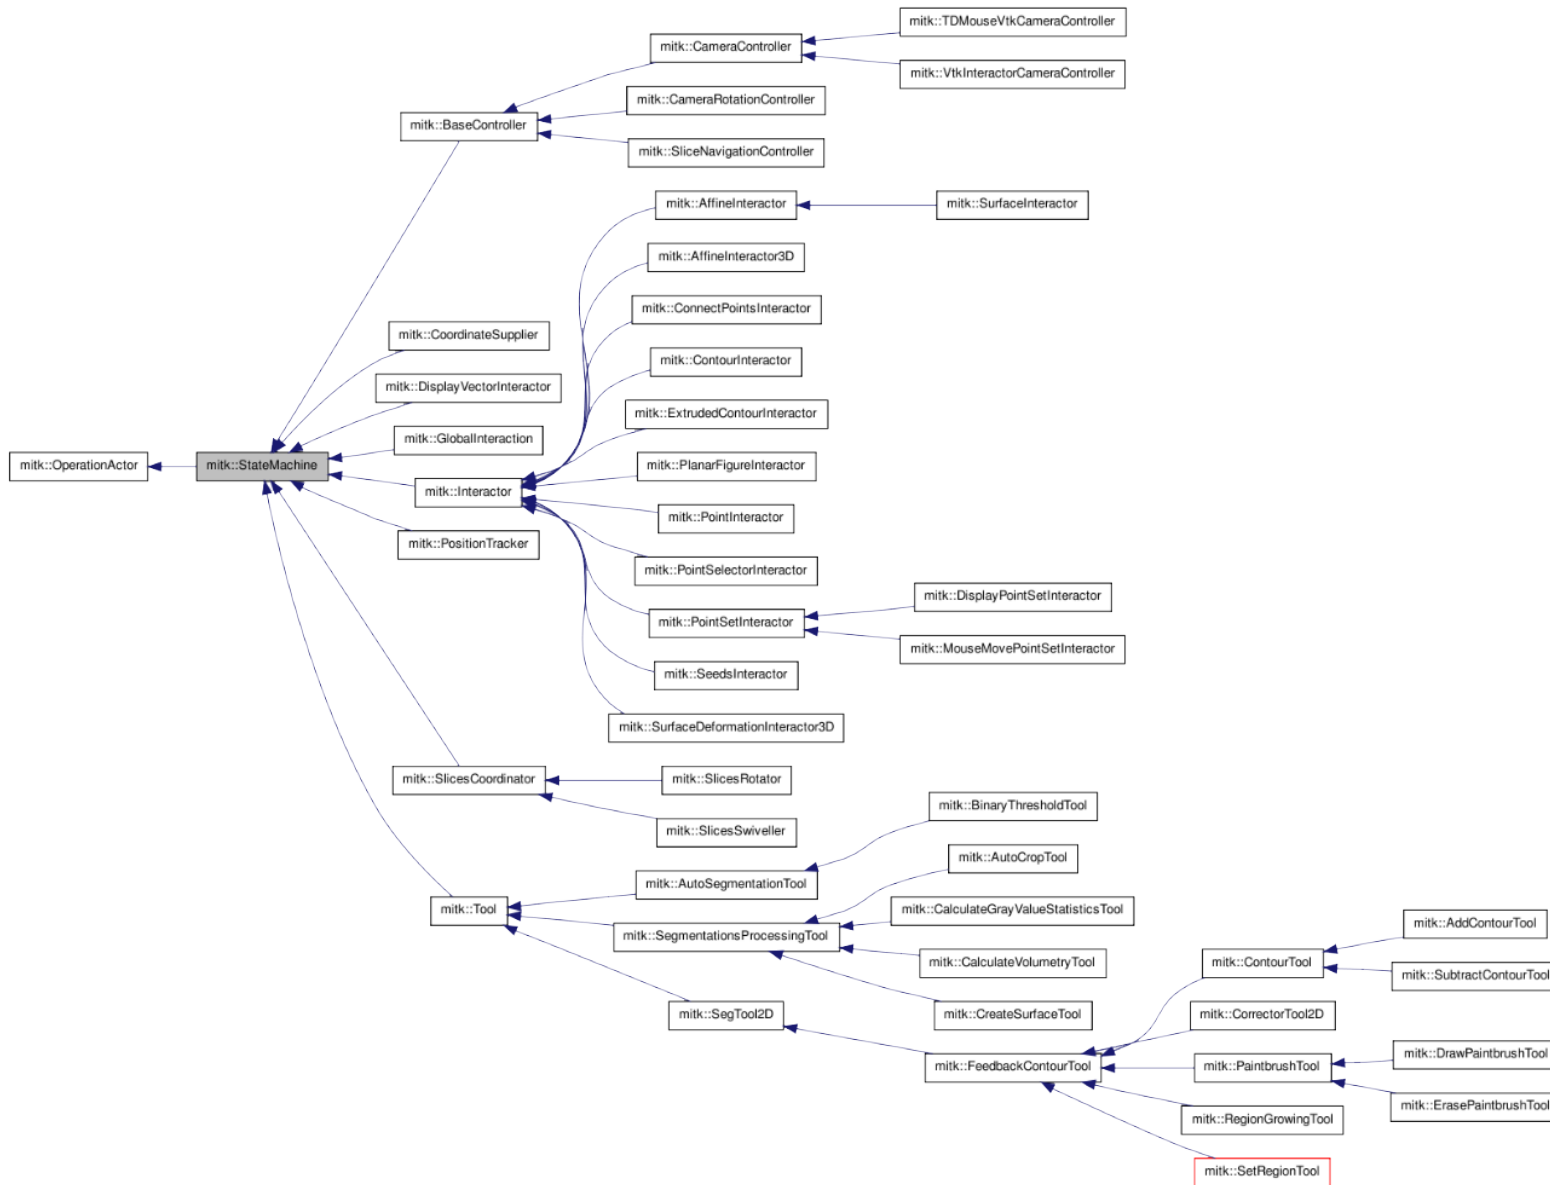 mitk::TDMouseVtkCameraController
mitk::CameraController
mitk::VtkInteractorCameraController
mitk::CameraRotationController
mitk::BaseController
mitk::SliceNavigationController
mitk::AffineInteractor
mitk::SurfaceInteractor
mitk::AffineInteractor3D
mitk::ConnectPointsInteractor
mitk::CoordinateSupplier
mitk::ContourInteractor
mitk::DisplayVectorInteractor
mitk::ExtrudedContourInteractor
mitk::GlobalInteraction
mitk::OperationActor
mitk::StateMachine
mitk::PlanarFigureInteractor
mitk::Interactor
mitk::PointInteractor
mitk::PositionTracker
mitk::PointSelectorInteractor
mitk::DisplayPointSetInteractor
mitk::PointSetInteractor
mitk::MouseMovePointSetInteractor
mitk::SeedsInteractor
mitk::SurfaceDeformationInteractor3D
mitk::SlicesCoordinator
mitk::SlicesRotator
mitk::BinaryThresholdTool
mitk::SlicesSwiveller
mitk::AutoCropTool
mitk::AutoSegmentationTool
mitk::Tool
mitk::CalculateGrayValueStatisticsTool
mitk::AddContourTool
mitk::SegmentationsProcessingTool
mitk::CalculateVolumetryTool
mitk::ContourTool
mitk::SubtractContourTool
mitk::SegTool2D
mitk::CreateSurfaceTool
mitk::CorrectorTool2D
mitk::DrawPaintbrushTool
mitk::FeedbackContourTool
mitk::PaintbrushTool
mitk::ErasePaintbrushTool
mitk::RegionGrowingTool
mitk::SetRegionTool